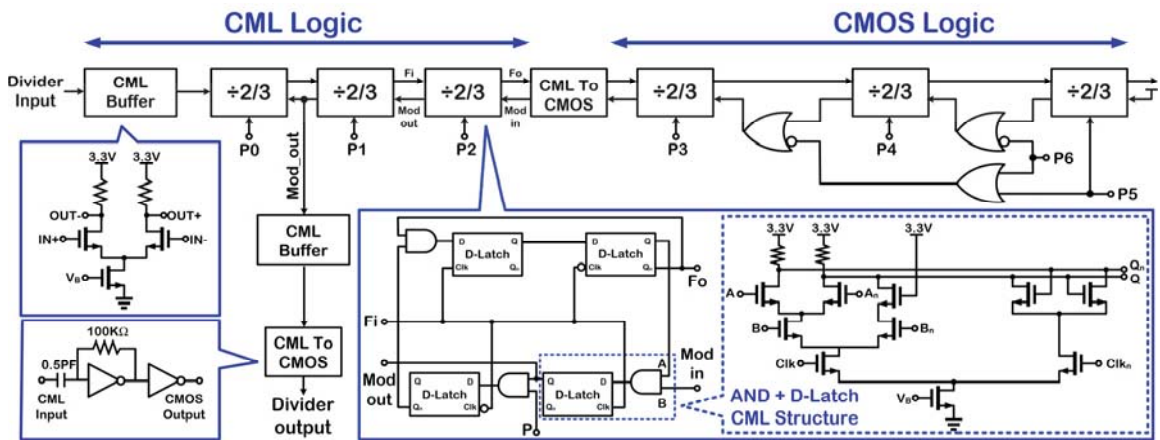 CML Logic
CMOS Logic
Divider
Input
CML
Buffer
÷2/3
÷2/3
Fi
Mod
out
÷2/3
Fo
Mod
in
CML To
CMOS
÷2/3
÷2/3
÷2/3
P0
P1
P2
P3
P4
P6
P5
Mod_out
3.3V
3.3V
OUT-
OUT+
IN+
IN-
VB
CML
Buffer
CML To
CMOS
Divider
output
100KΩ
0.5PF
CML
Input
CMOS
Output
D
Q
D-Latch
Clk
Qn
D
Q
D-Latch
Clk
Qn
Fo
Fi
Mod
out
Q
D
D-Latch
Qn
Clk
P
Q
D
D-Latch
Qn
Clk
A
B
Mod
in
AND + D-Latch
CML Structure
3.3V
3.3V
3.3V
Qn
Q
A
An
B
Bn
Clk
Clkn
VB